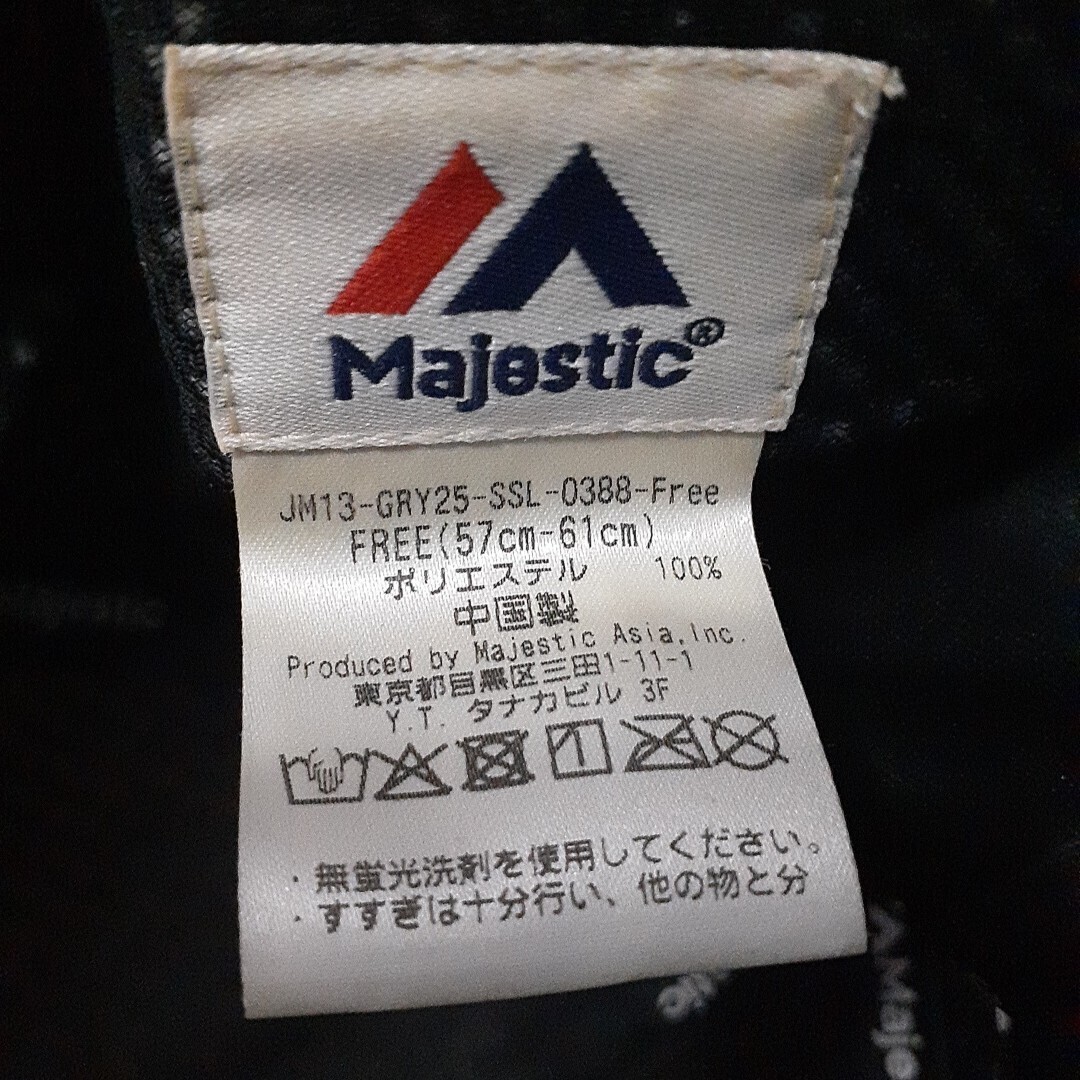 Majestic®
JM13-GRY25-SSL-0388-Free
FREE(57cm-61cm)
ポリエステル 100%
中国製
Produced by Majestic Asia,Inc.
東京都目黒区三田1-11-1
Y.T. タナカビル 3F
・無蛍光洗剤を使用してください。
・すすぎは十分行い、他の物と分
Majestic
Maje